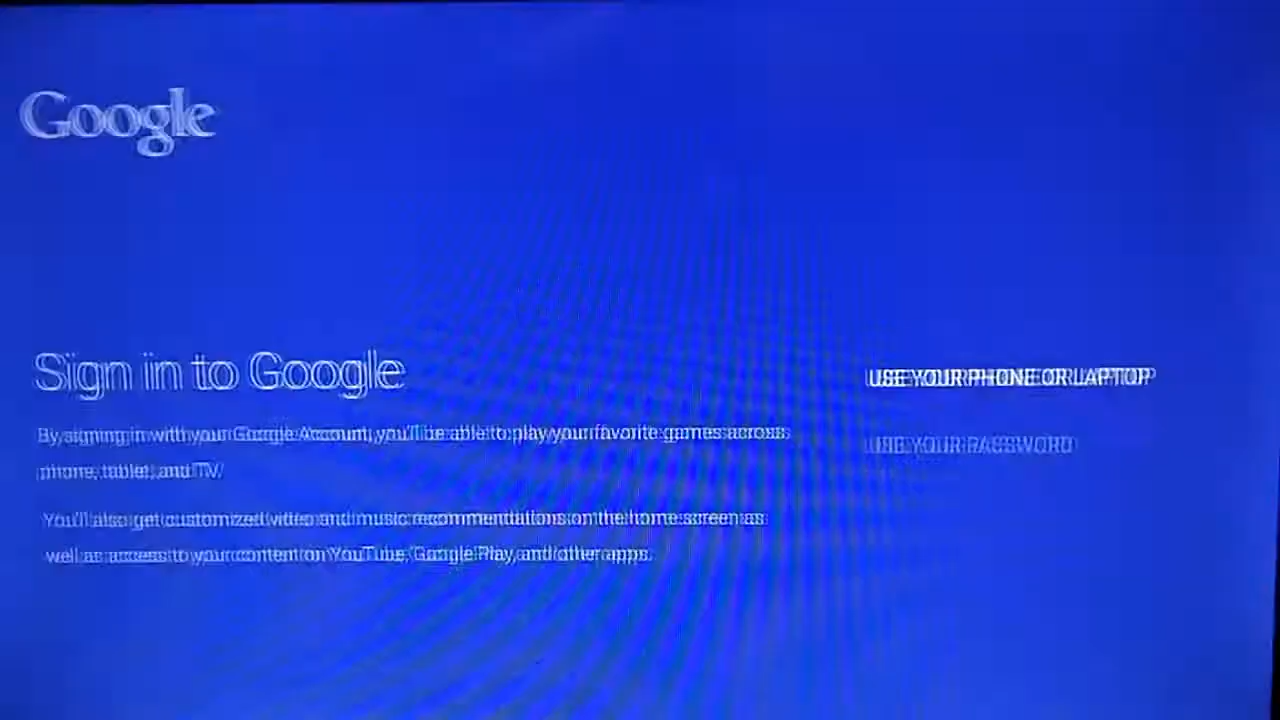 Google
Sign in to Google
USE YOUR PHONE OR LAPTOP
By signing in with your Google Account, you'll be able to play your favorite games across
USE YOUR PASSWORD
phone, tablet, and TV.
You'll also get customized video and music recommendations on the home screen as
well as access to your content on YouTube, Google Play, and other apps.